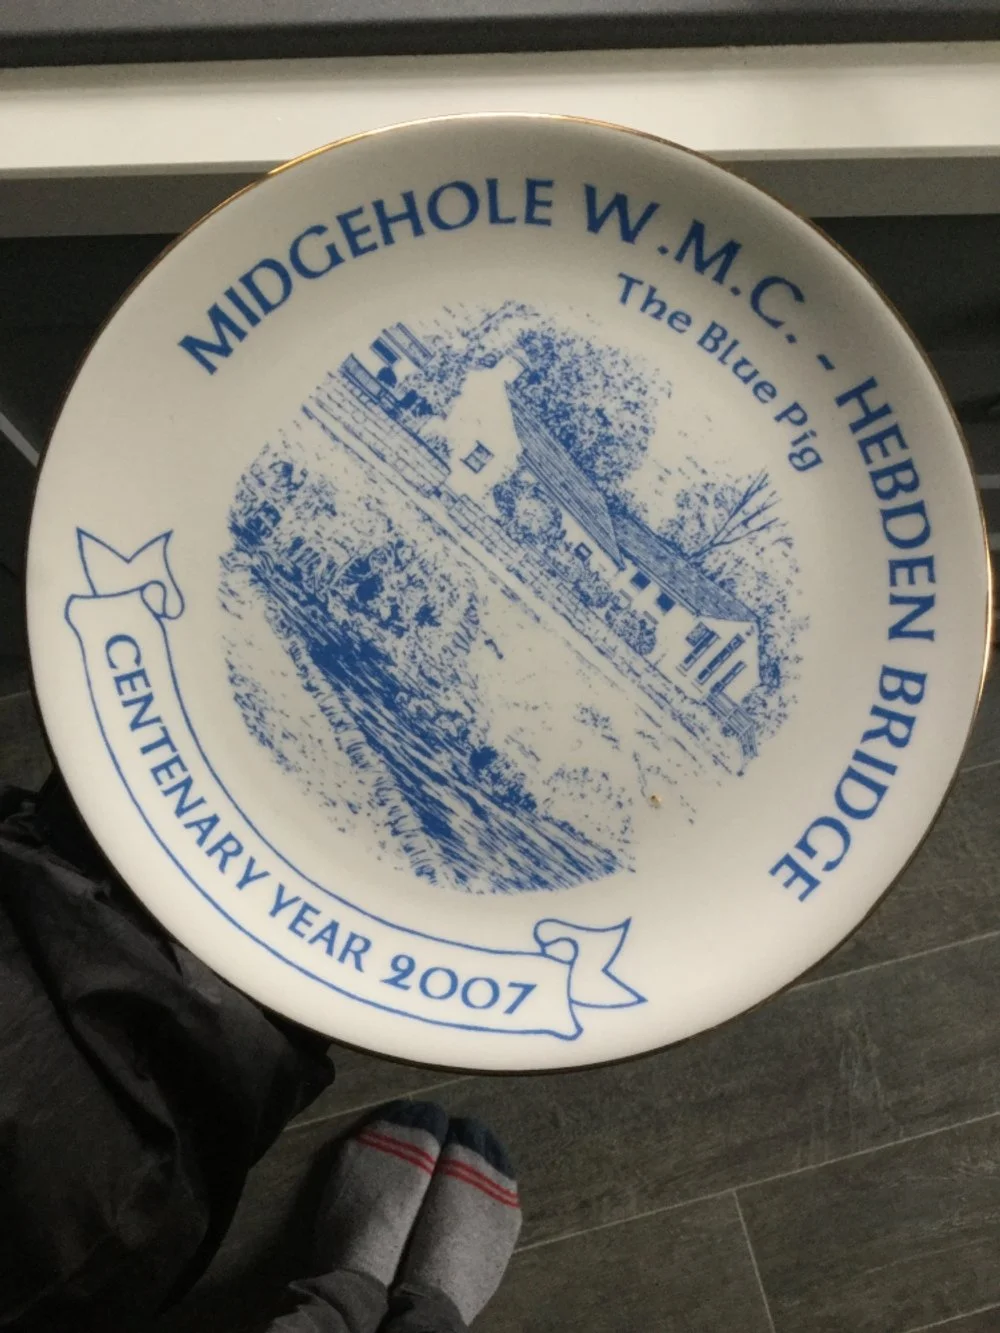 MIDGEHOLE W.M.C. - HEBDEN BRIDGE
The Blue Pig
CENTENARY YEAR 2007